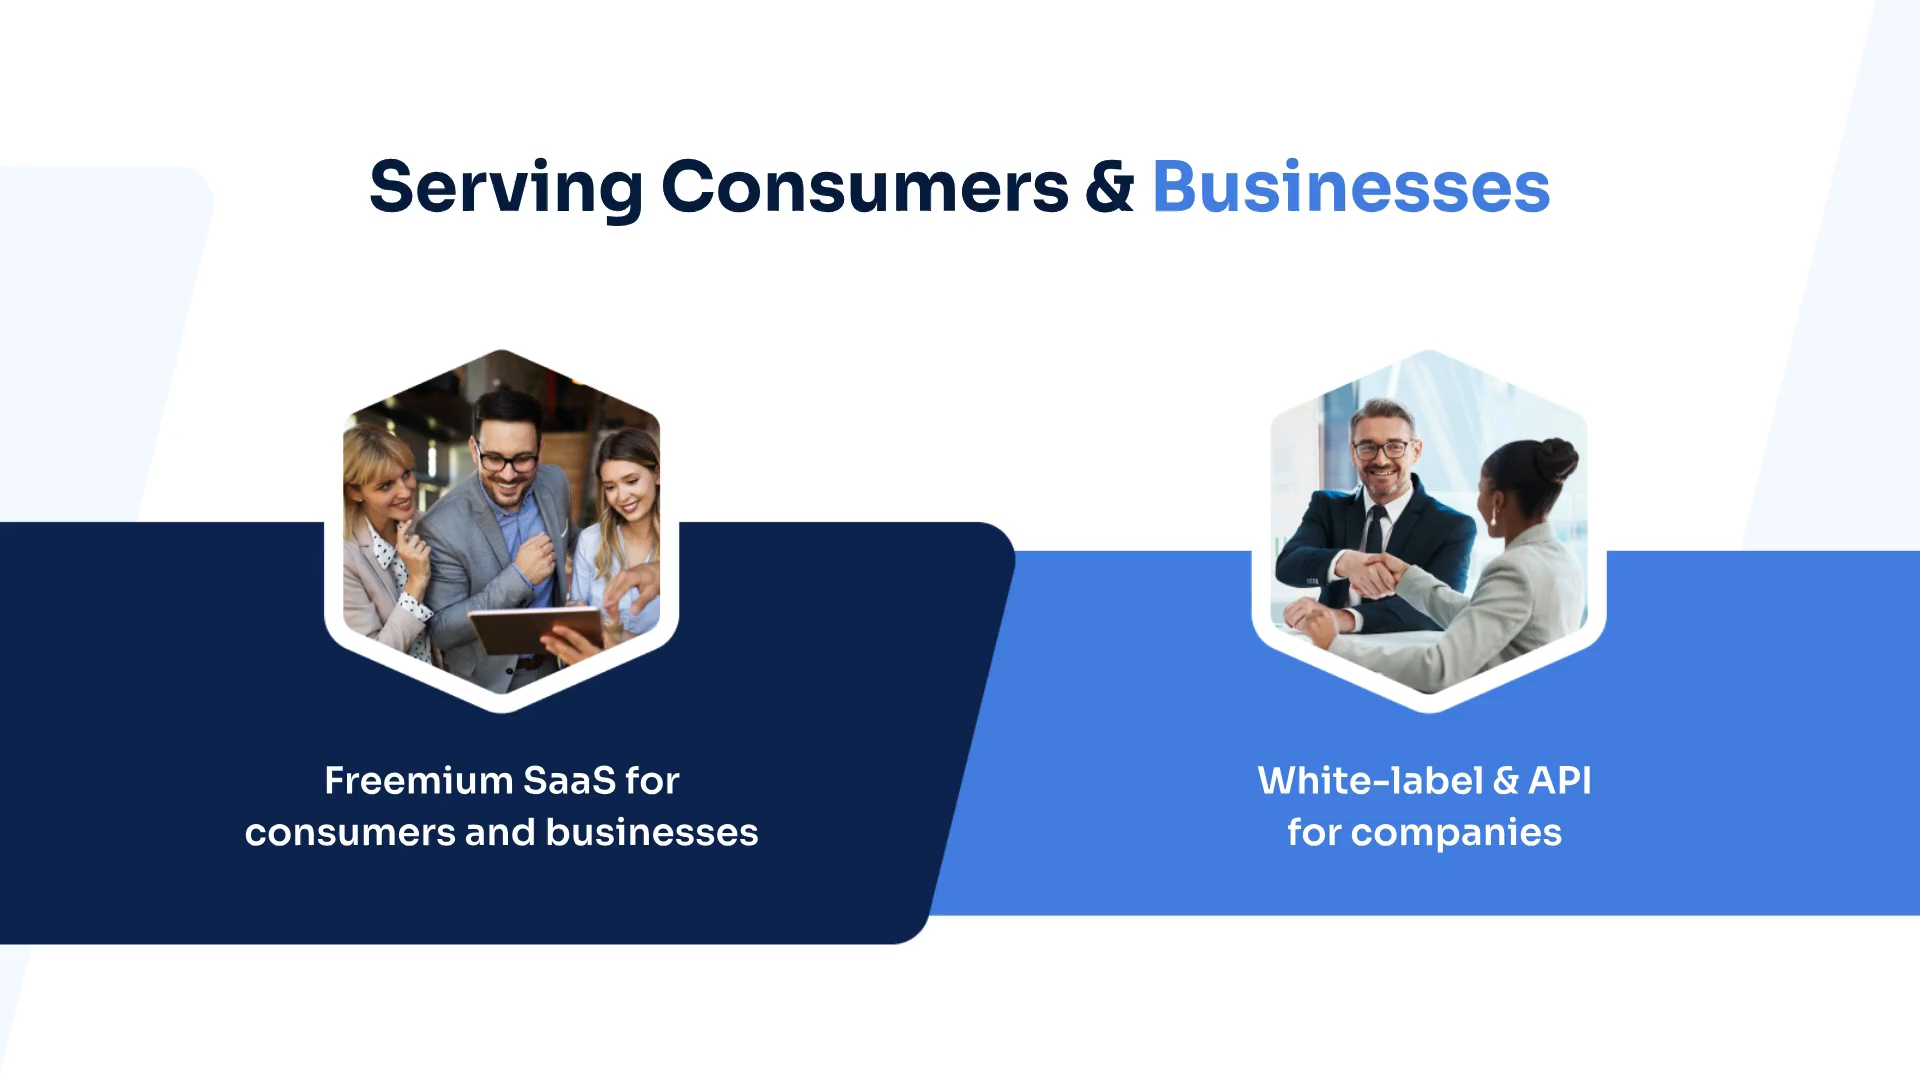 Serving Consumers & Businesses
Freemium SaaS for
consumers and businesses
White-label & API
for companies